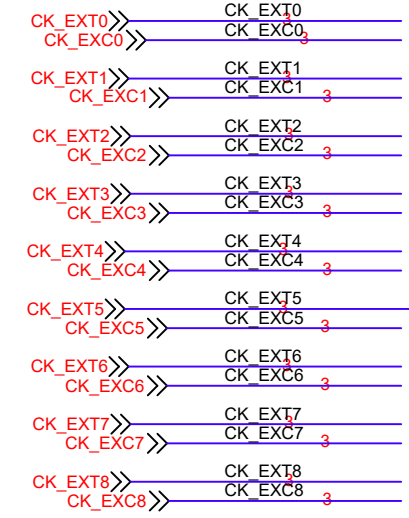 CK_EXT0 CK_EXT0 3
CK_EXC0 CK_EXC0 3
CK_EXT1 CK_EXT1 3
CK_EXC1 CK_EXC1 3
CK_EXT2 CK_EXT2 3
CK_EXC2 CK_EXC2 3
CK_EXT3 CK_EXT3 3
CK_EXC3 CK_EXC3 3
CK_EXT4 CK_EXT4 3
CK_EXC4 CK_EXC4 3
CK_EXT5 CK_EXT5 3
CK_EXC5 CK_EXC5 3
CK_EXT6 CK_EXT6 3
CK_EXC6 CK_EXC6 3
CK_EXT7 CK_EXT7 3
CK_EXC7 CK_EXC7 3
CK_EXT8 CK_EXT8 3
CK_EXC8 CK_EXC8 3